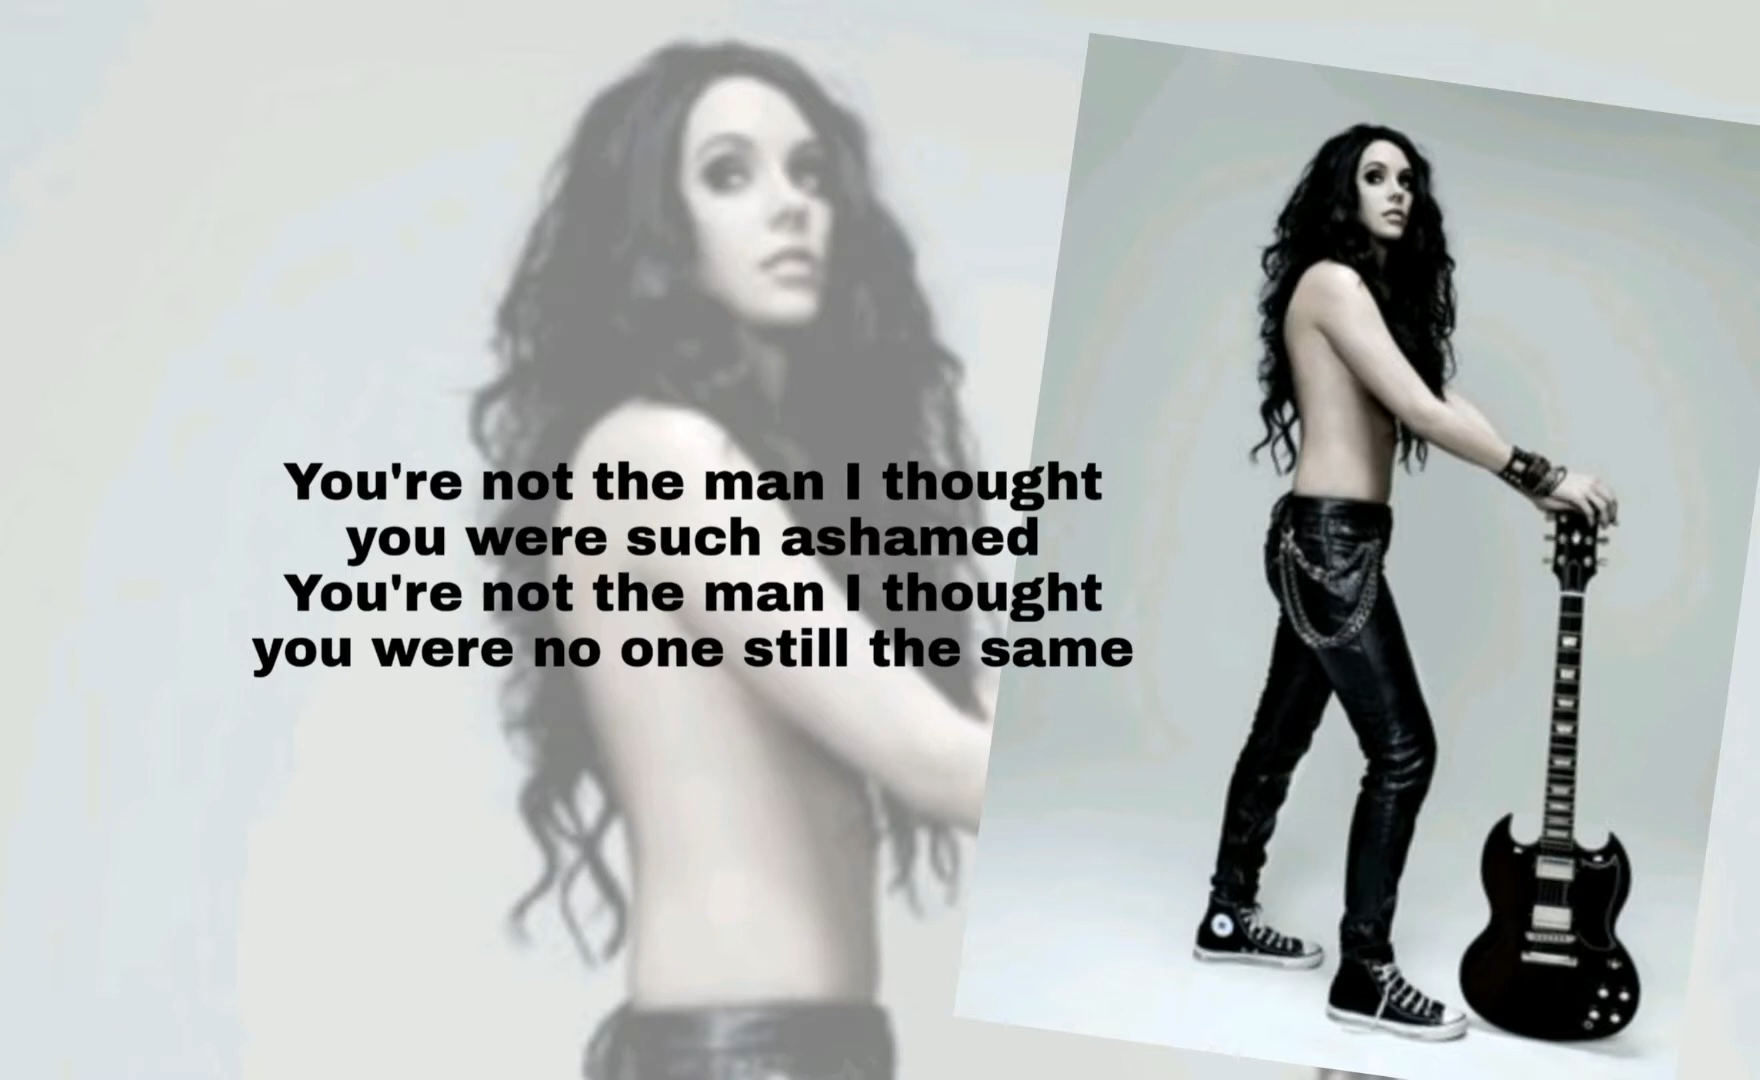 You're not the man I thought
you were such ashamed
You're not the man I thought
you were no one still the same